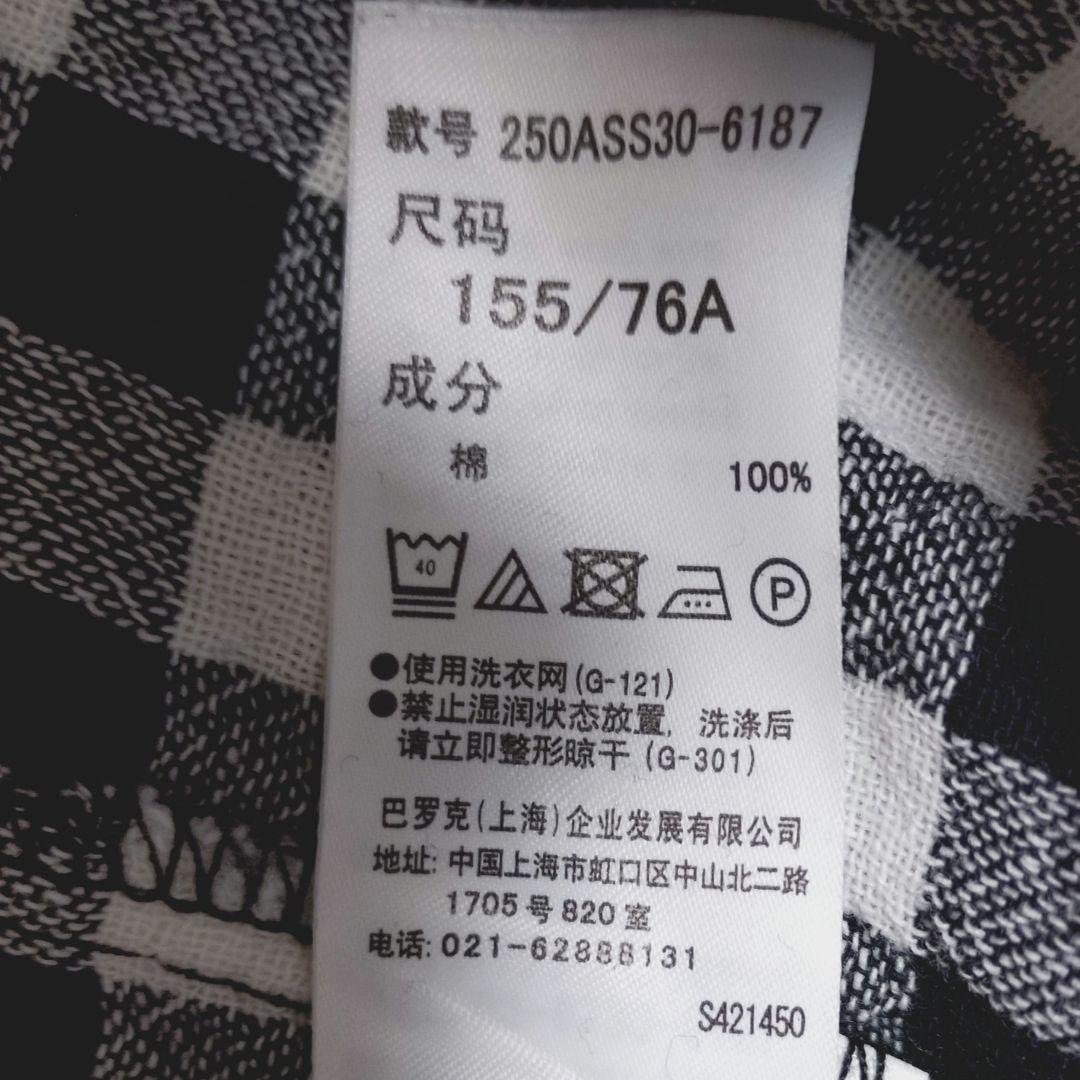 款号 250ASS30-6187
尺码
155/76A
成分
棉 100%
40
P
●使用洗衣网(G-121)
●禁止湿润状态放置，洗涤后
请立即整形晾干(G-301)
巴罗克(上海)企业发展有限公司
地址: 中国上海市虹口区中山北二路
1705号820室
电话: 021-62888131
S421450